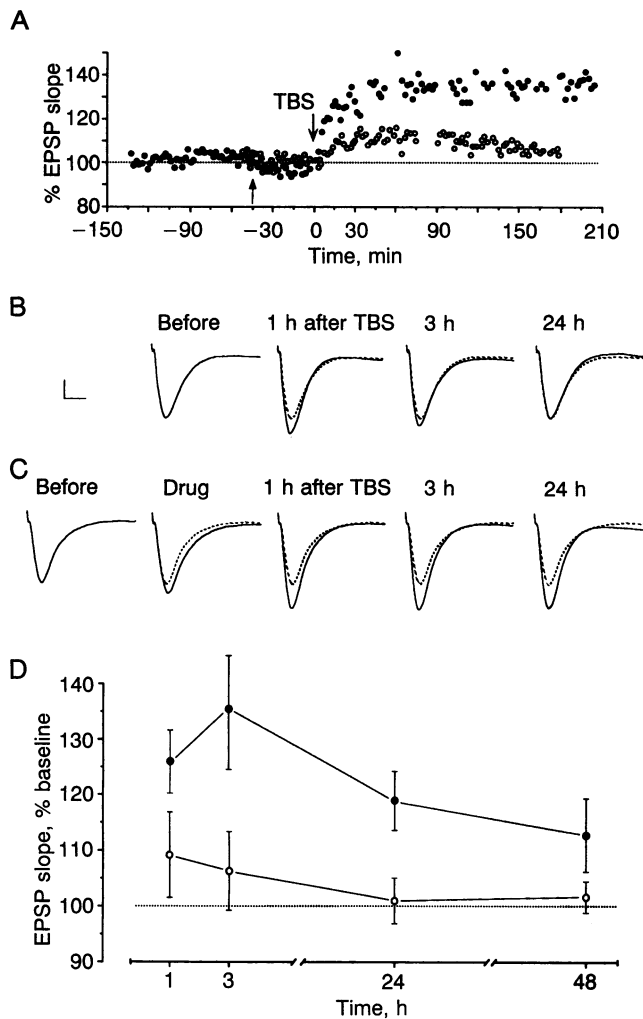 A
% EPSP slope
140
120
100
80
TBS
−150 −90 −30 0 30 90 150 210
Time, min
B
Before 1 h after TBS 3 h 24 h
C
Before Drug 1 h after TBS 3 h 24 h
D
EPSP slope, % baseline
140
130
120
110
100
90
1 3 24 48
Time, h